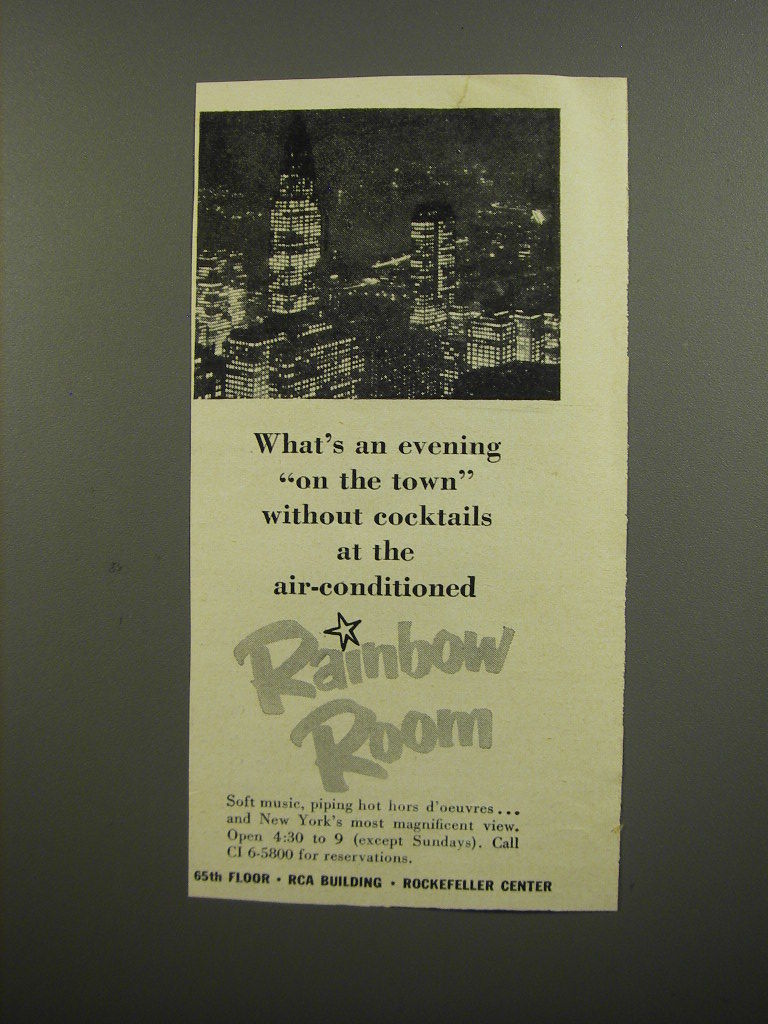 What's an evening
“on the town”
without cocktails
at the
air-conditioned
Rainbow
Room
Soft music, piping hot hors d'oeuvres...
and New York's most magnificent view.
Open 4:30 to 9 (except Sundays). Call
CI 6-5800 for reservations.
65th FLOOR • RCA BUILDING • ROCKEFELLER CENTER